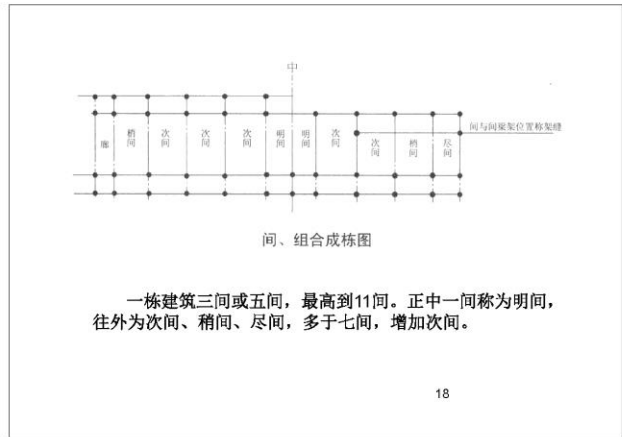 中
廊
稍间
次间
次间
次间
明间
明间
次间
次间
梢间
尽间
间与间梁架位置称架缝
间、组合成栋图
一栋建筑三间或五间，最高到11间。正中一间称为明间，
往外为次间、稍间、尽间，多于七间，增加次间。
18